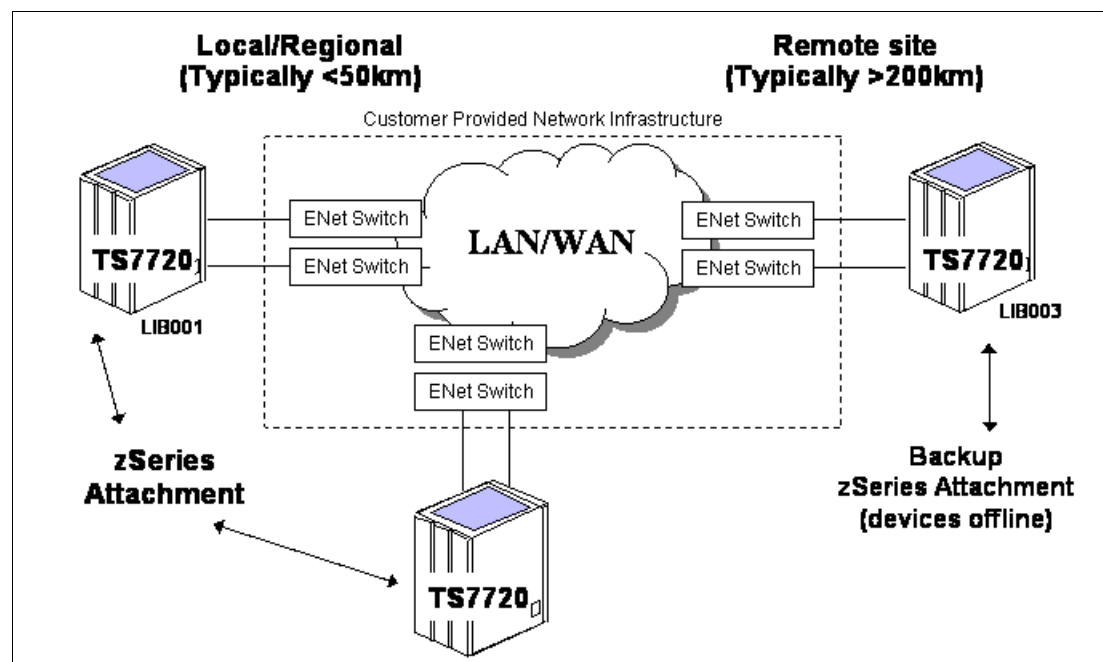 Local/Regional
(Typically <50km)
Remote site
(Typically >200km)
Customer Provided Network Infrastructure
ENet Switch
ENet Switch
LAN/WAN
ENet Switch
ENet Switch
TS7720
LIB001
TS7720
LIB003
ENet Switch
ENet Switch
zSeries
Attachment
Backup
zSeries Attachment
(devices offline)
TS7720